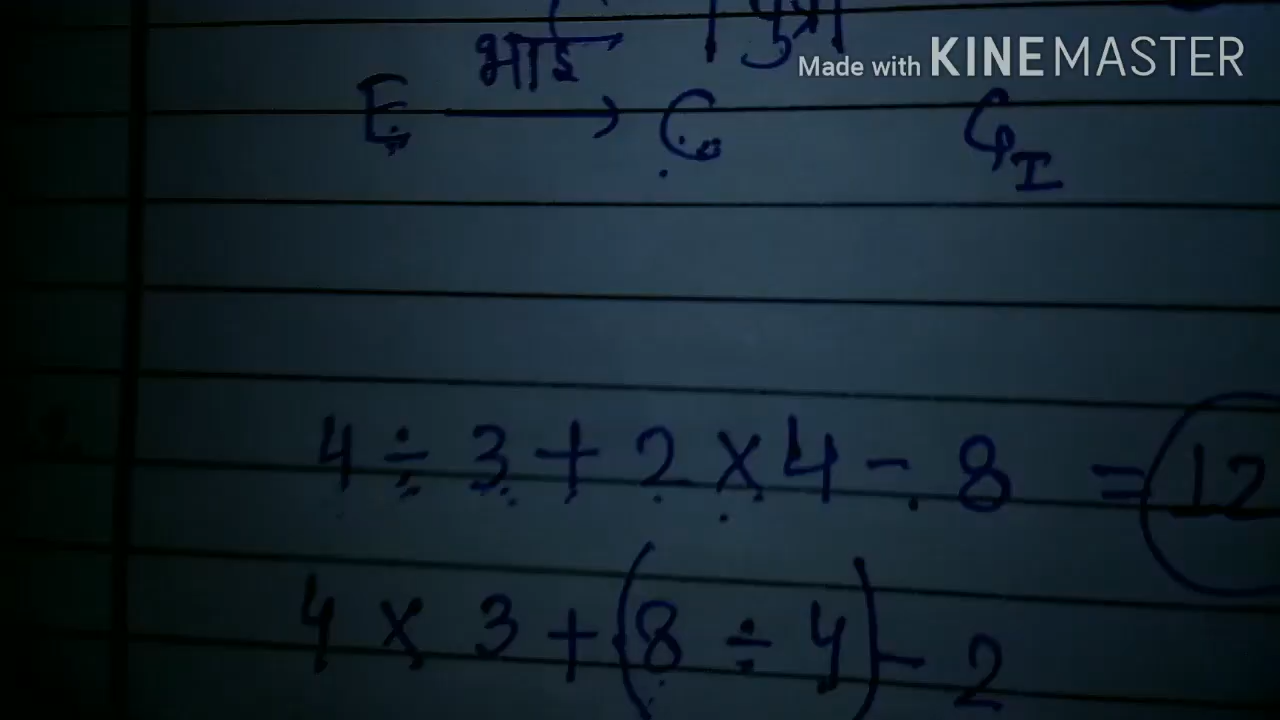 Made with KINEMASTER
भाई
E → C G I
4 ÷ 3 + 2 × 4 - 8 = 12
4 × 3 + (8 ÷ 4) - 2